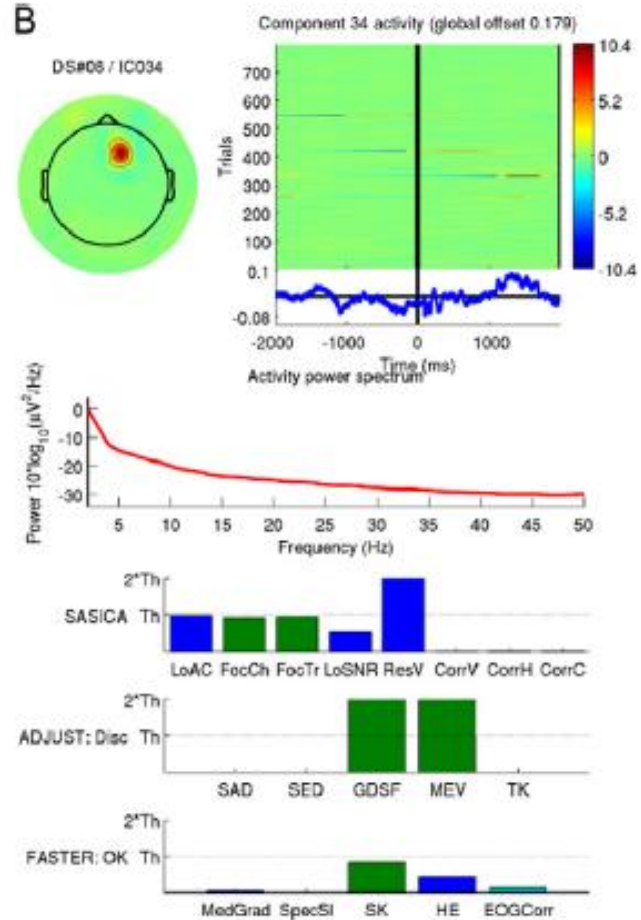 B
Component 34 activity (global offset 0.179)
DS#08 / IC034
Trials
700
600
500
400
300
200
100
10.4
5.2
0
-5.2
-10.4
0.1
-0.08
-2000 -1000 0 1000
Time (ms)
Activity power spectrum
Power 10*log10(µV2/Hz)
0
-10
-20
-30
5 10 15 20 25 30 35 40 45 50
Frequency (Hz)
SASICA
2*Th
Th
LoAC FocCh FocTr LoSNR ResV CorrV CorrH CorrC
ADJUST: Disc
2*Th
Th
SAD SED GDSF MEV TK
FASTER: OK
2*Th
Th
MedGrad SpecSl SK HE EOGCorr